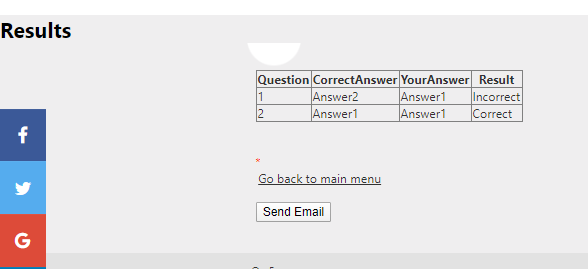 Results
Question CorrectAnswer YourAnswer Result
1 Answer2 Answer1 Incorrect
2 Answer1 Answer1 Correct
*
Go back to main menu
Send Email
f
G